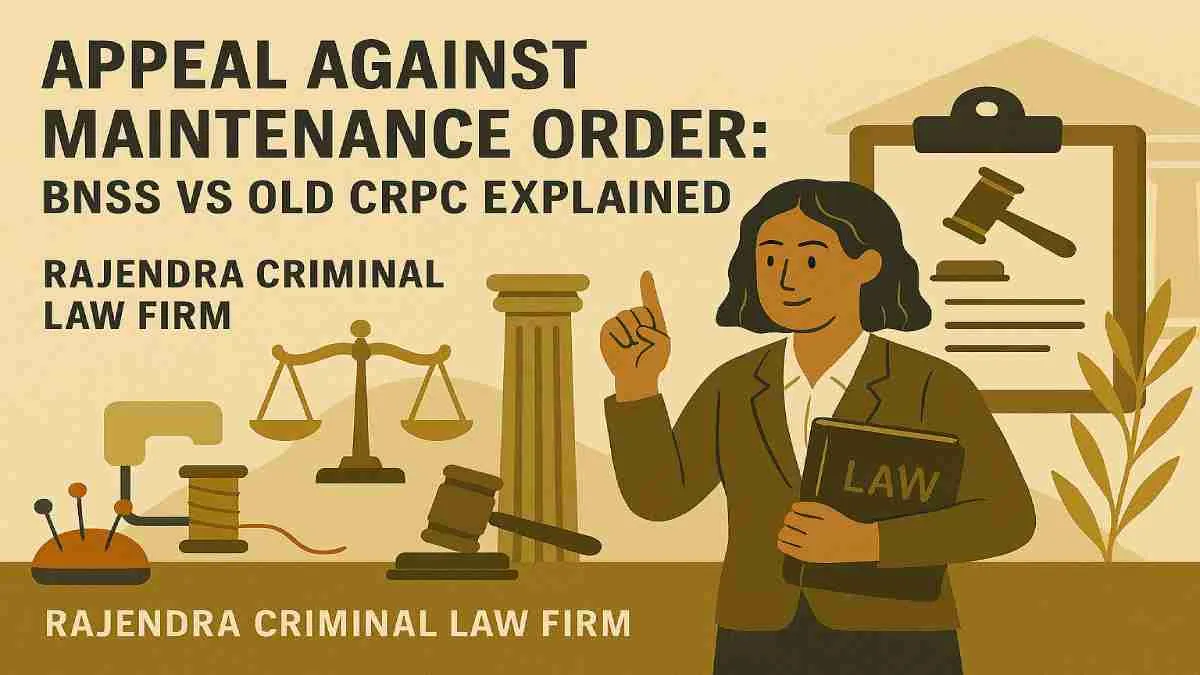 APPEAL AGAINST
MAINTENANCE ORDER:
BNSS VS OLD CRPC EXPLAINED
RAJENDRA CRIMINAL
LAW FIRM
LAW
RAJENDRA CRIMINAL LAW FIRM